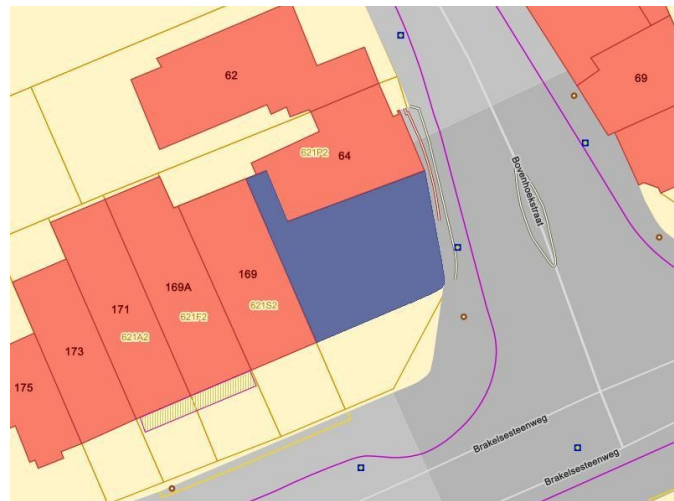 62
69
64
621P2
Bovenhoekstraat
169
169A
171
621S2
621F2
621A2
173
175
Brakelsesteenweg
Brakelsesteenweg